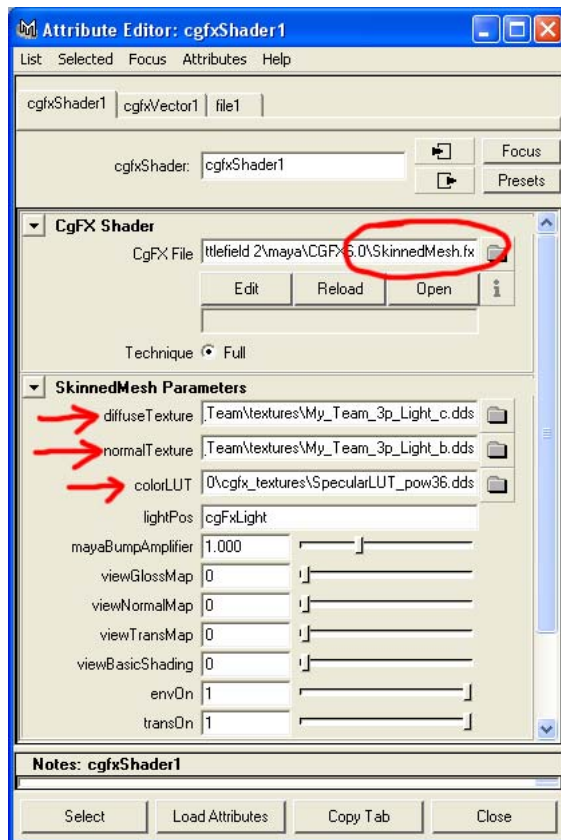 Attribute Editor: cgfxShader1
List Selected Focus Attributes Help
cgfxShader1 cgfxVector1 file1
Focus
cgfxShader: cgfxShader1
Presets
CgFX Shader
CgFX File ttlefield 2\maya\CGFX6.0\SkinnedMesh.fx
Edit Reload Open i
Technique Full
SkinnedMesh Parameters
diffuseTexture _Team\textures\My_Team_3p_Light_c.dds
normalTexture _Team\textures\My_Team_3p_Light_b.dds
colorLUT 0\cgfx_textures\SpecularLUT_pow36.dds
lightPos cgFxLight
mayaBumpAmplifier 1.000
viewGlossMap 0
viewNormalMap 0
viewTransMap 0
viewBasicShading 0
envOn 1
transOn 1
Notes: cgfxShader1
Select Load Attributes Copy Tab Close